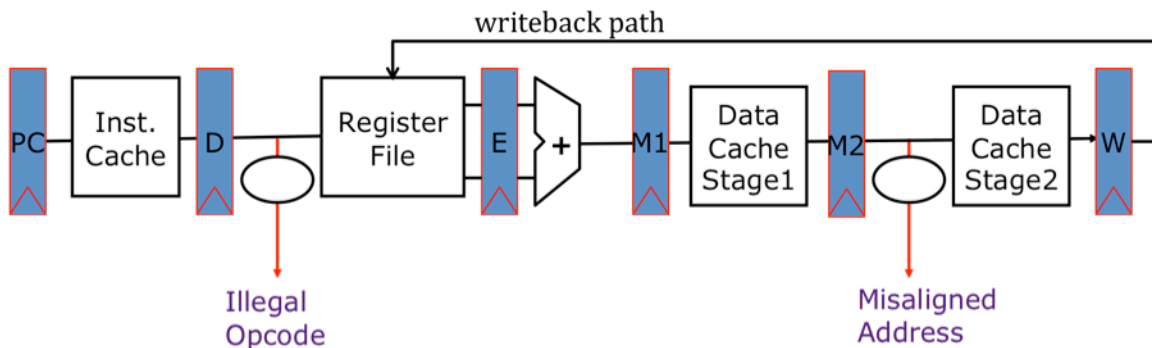 writeback path
PC
Inst.
Cache
D
Register
File
E
+
M1
Data
Cache
Stage1
M2
Data
Cache
Stage2
W
Illegal
Opcode
Misaligned
Address